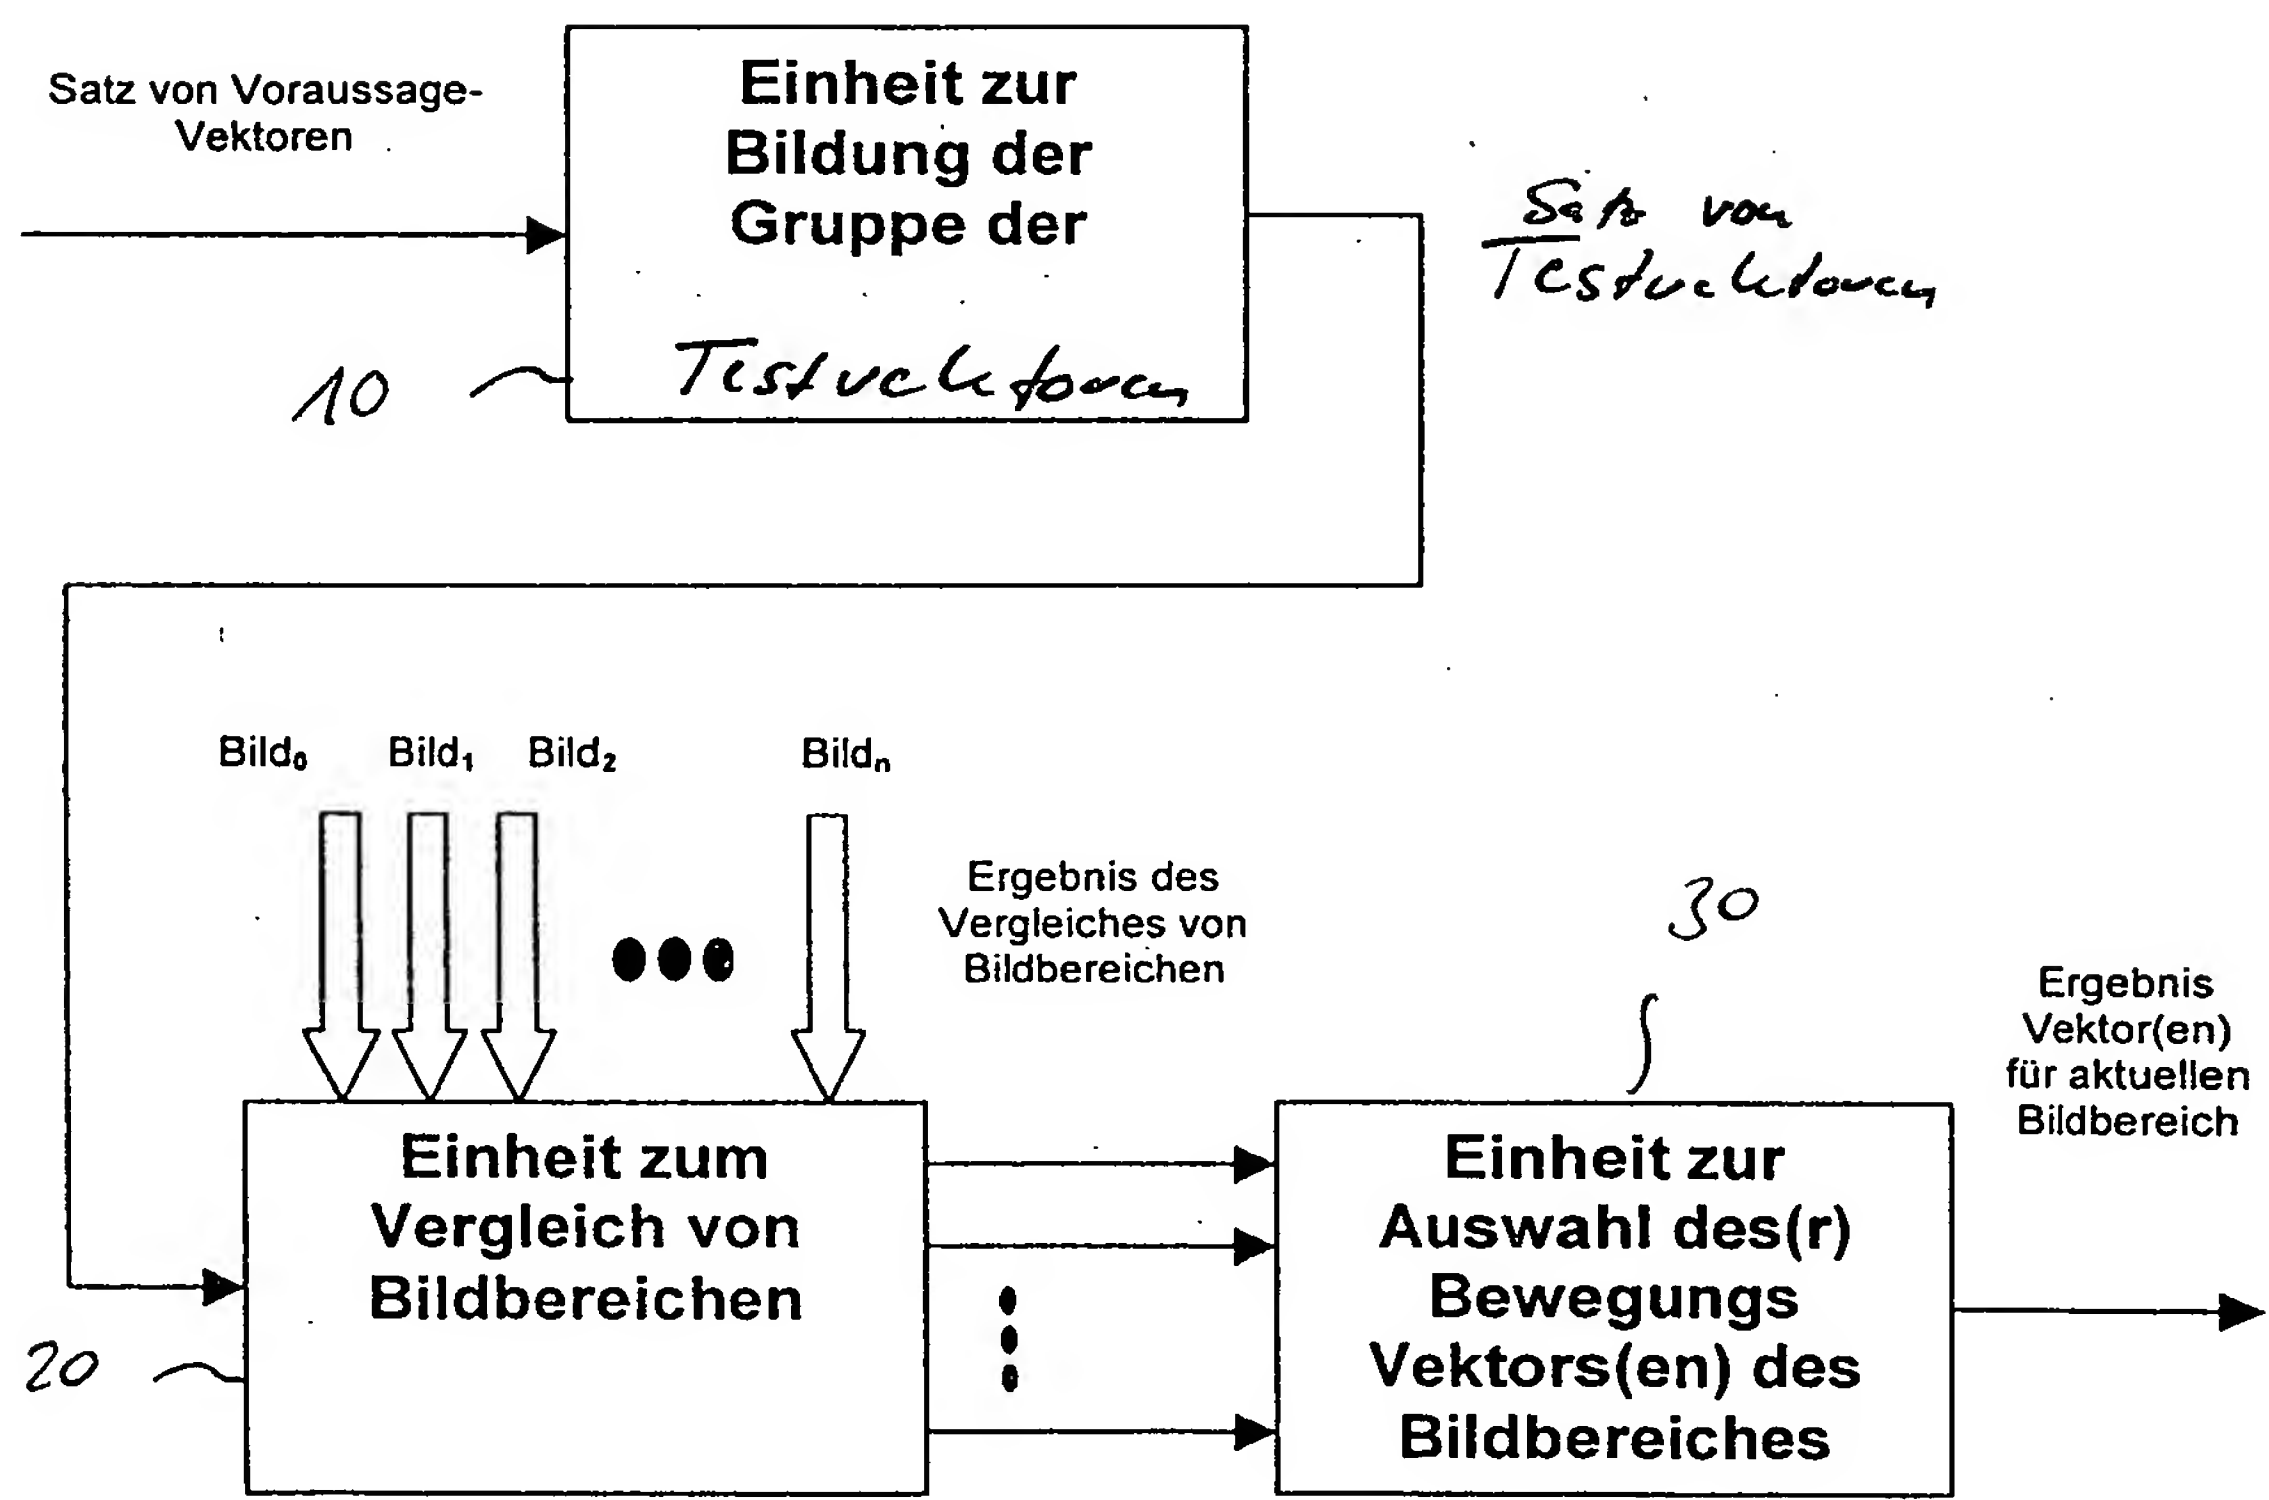 Satz von Voraussage-
Vektoren
Einheit zur
Bildung der
Gruppe der
Testvektoren
10
Satz von
Testvektoren
Bild₀ Bild₁ Bild₂ Bildₙ
Ergebnis des
Vergleiches von
Bildbereichen
30
Ergebnis
Vektor(en)
für aktuellen
Bildbereich
Einheit zum
Vergleich von
Bildbereichen
20
Einheit zur
Auswahl des(r)
Bewegungs
Vektors(en) des
Bildbereiches